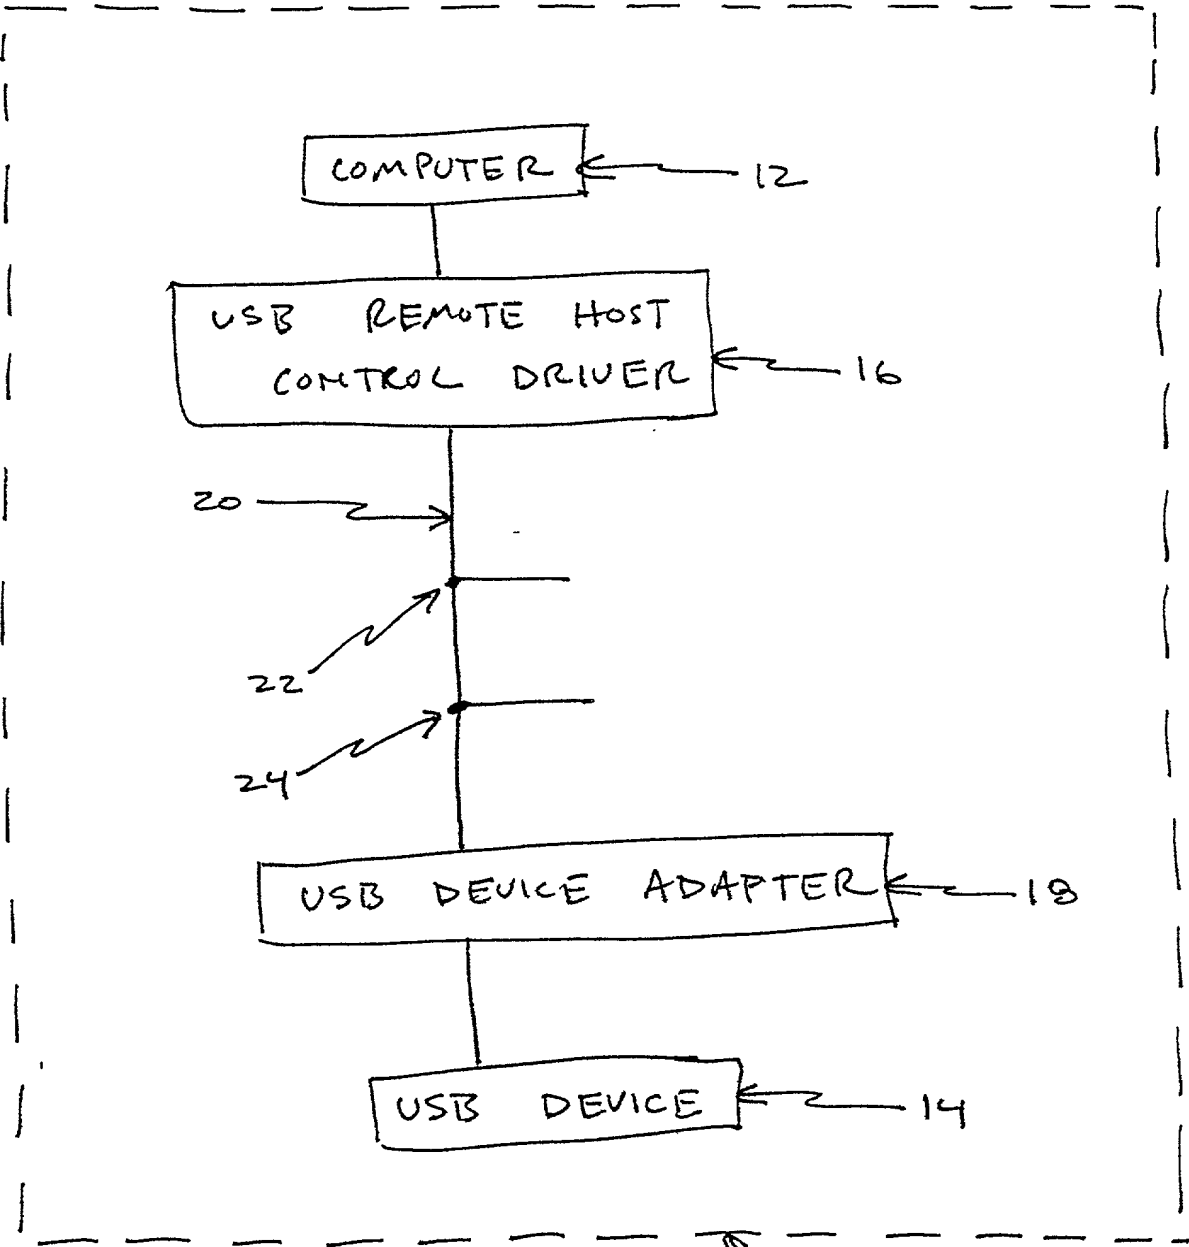 COMPUTER
12
USB REMOTE HOST
CONTROL DRIVER
16
20
22
24
USB DEVICE ADAPTER
18
USB DEVICE
14